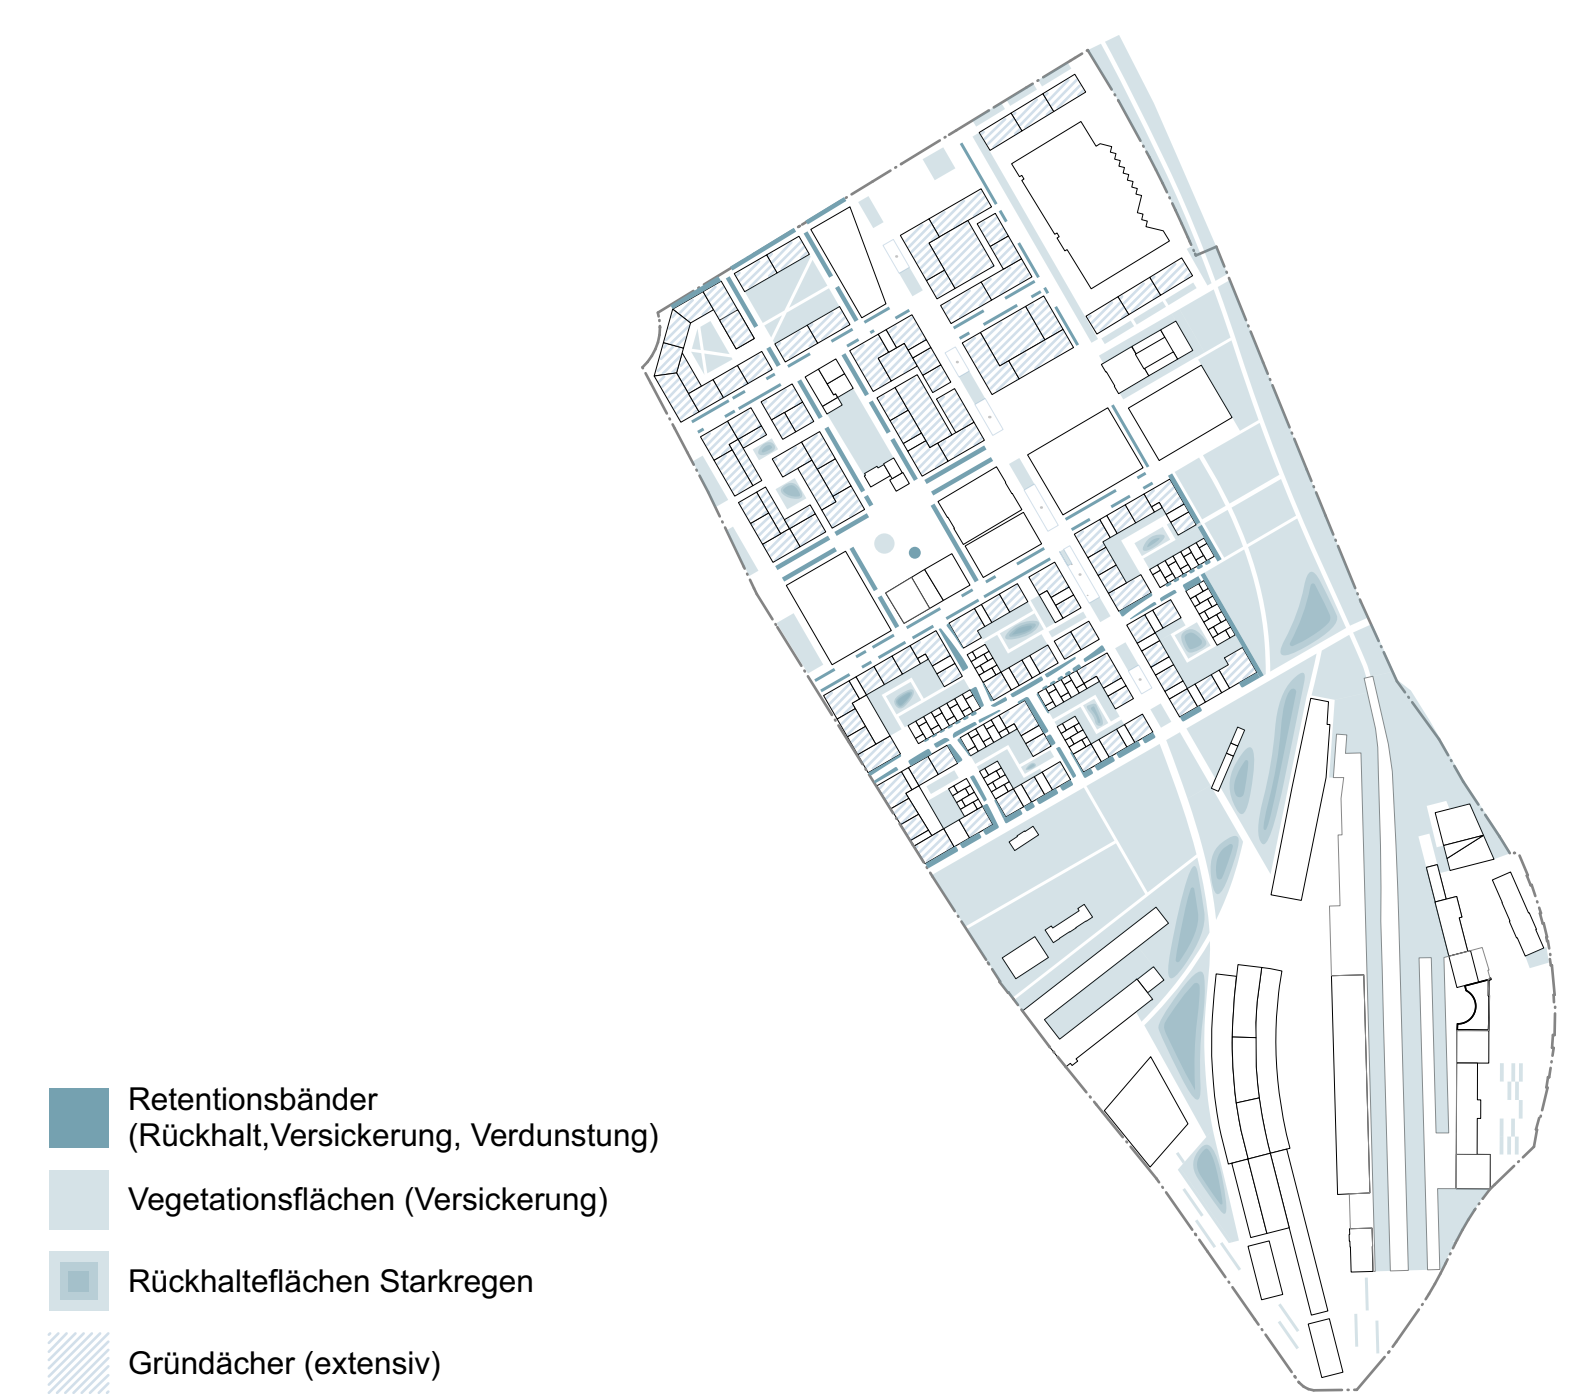 Retentionsbänder
(Rückhalt,Versickerung, Verdunstung)
Vegetationsflächen (Versickerung)
Rückhalteflächen Starkregen
Gründächer (extensiv)